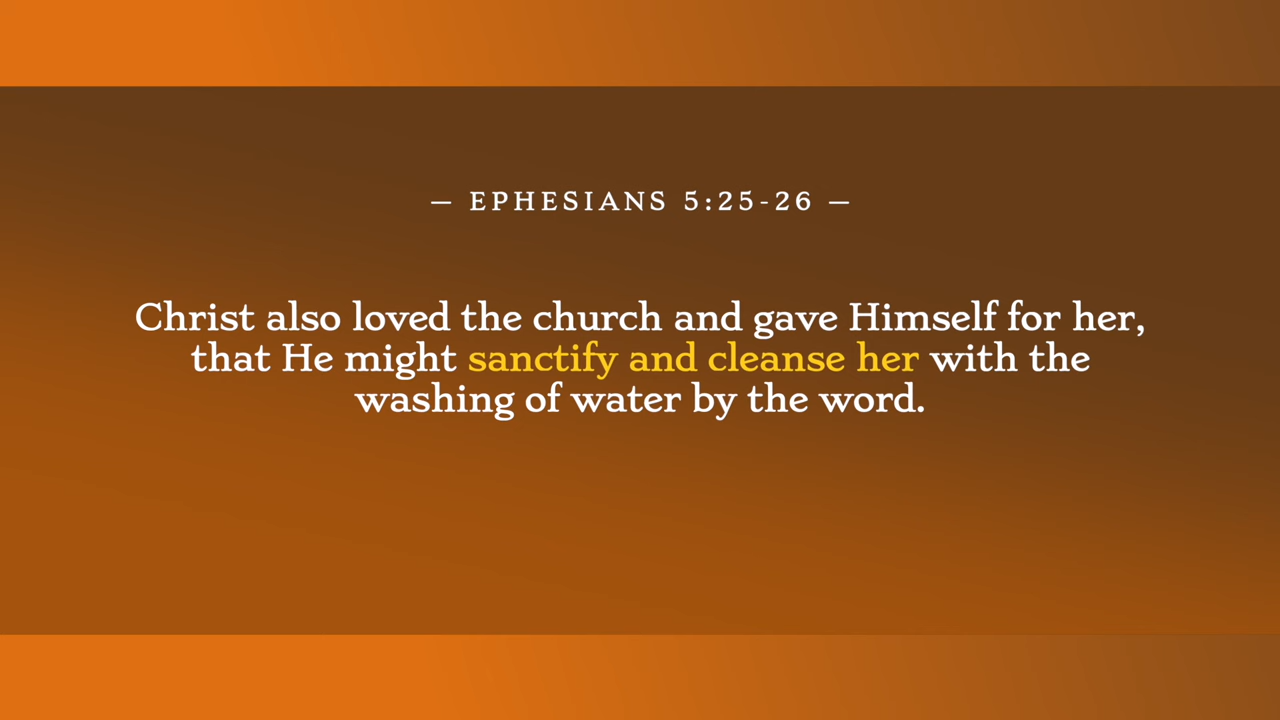 — EPHESIANS 5:25-26 —
Christ also loved the church and gave Himself for her,
that He might sanctify and cleanse her with the
washing of water by the word.